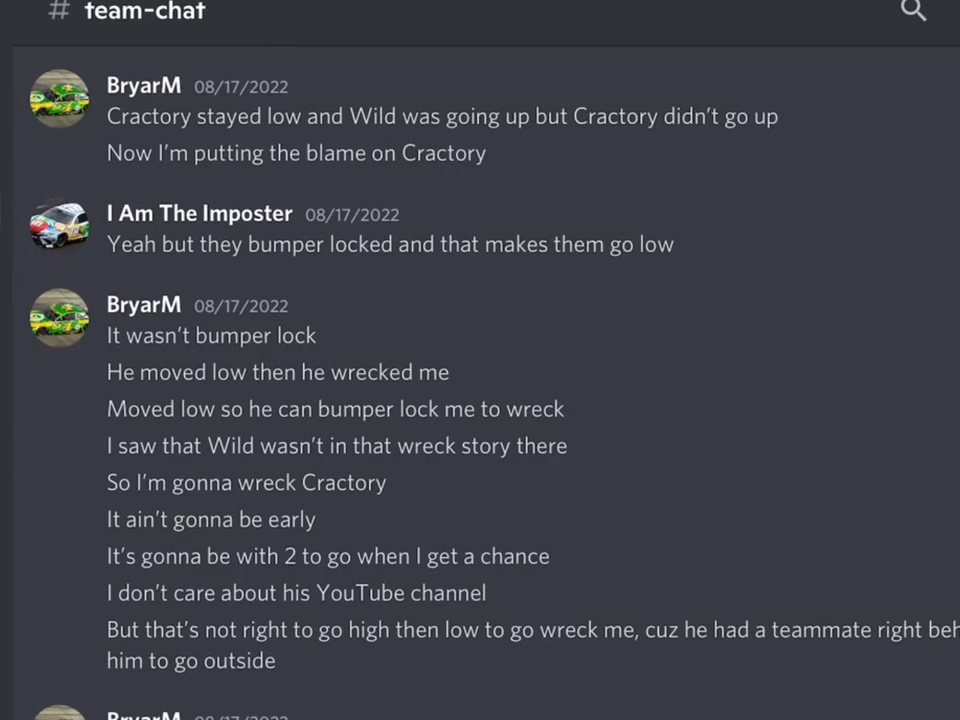 # team-chat
BryarM 08/17/2022
Cractory stayed low and Wild was going up but Cractory didn't go up
Now I'm putting the blame on Cractory
I Am The Imposter 08/17/2022
Yeah but they bumper locked and that makes them go low
BryarM 08/17/2022
It wasn't bumper lock
He moved low then he wrecked me
Moved low so he can bumper lock me to wreck
I saw that Wild wasn't in that wreck story there
So I'm gonna wreck Cractory
It ain't gonna be early
It's gonna be with 2 to go when I get a chance
I don't care about his YouTube channel
But that's not right to go high then low to go wreck me, cuz he had a teammate right beh
him to go outside
BryarM 08/17/2022